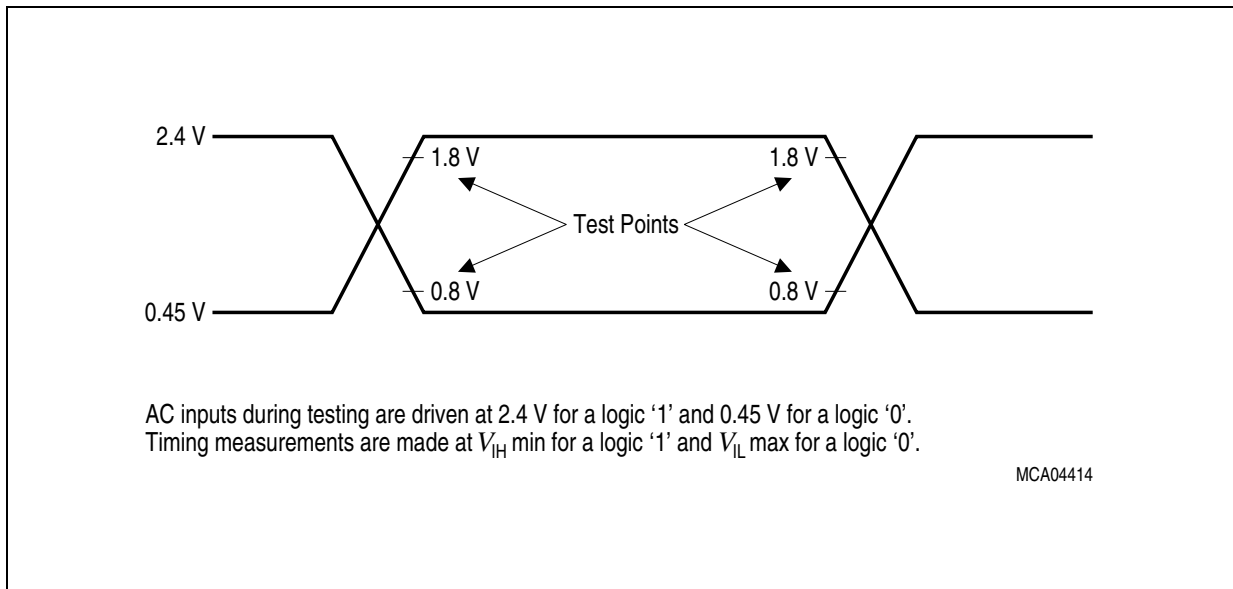 2.4 V
1.8 V
1.8 V
Test Points
0.8 V
0.8 V
0.45 V
AC inputs during testing are driven at 2.4 V for a logic ‘1’ and 0.45 V for a logic ‘0’.
Timing measurements are made at VIH min for a logic ‘1’ and VIL max for a logic ‘0’.
MCA04414